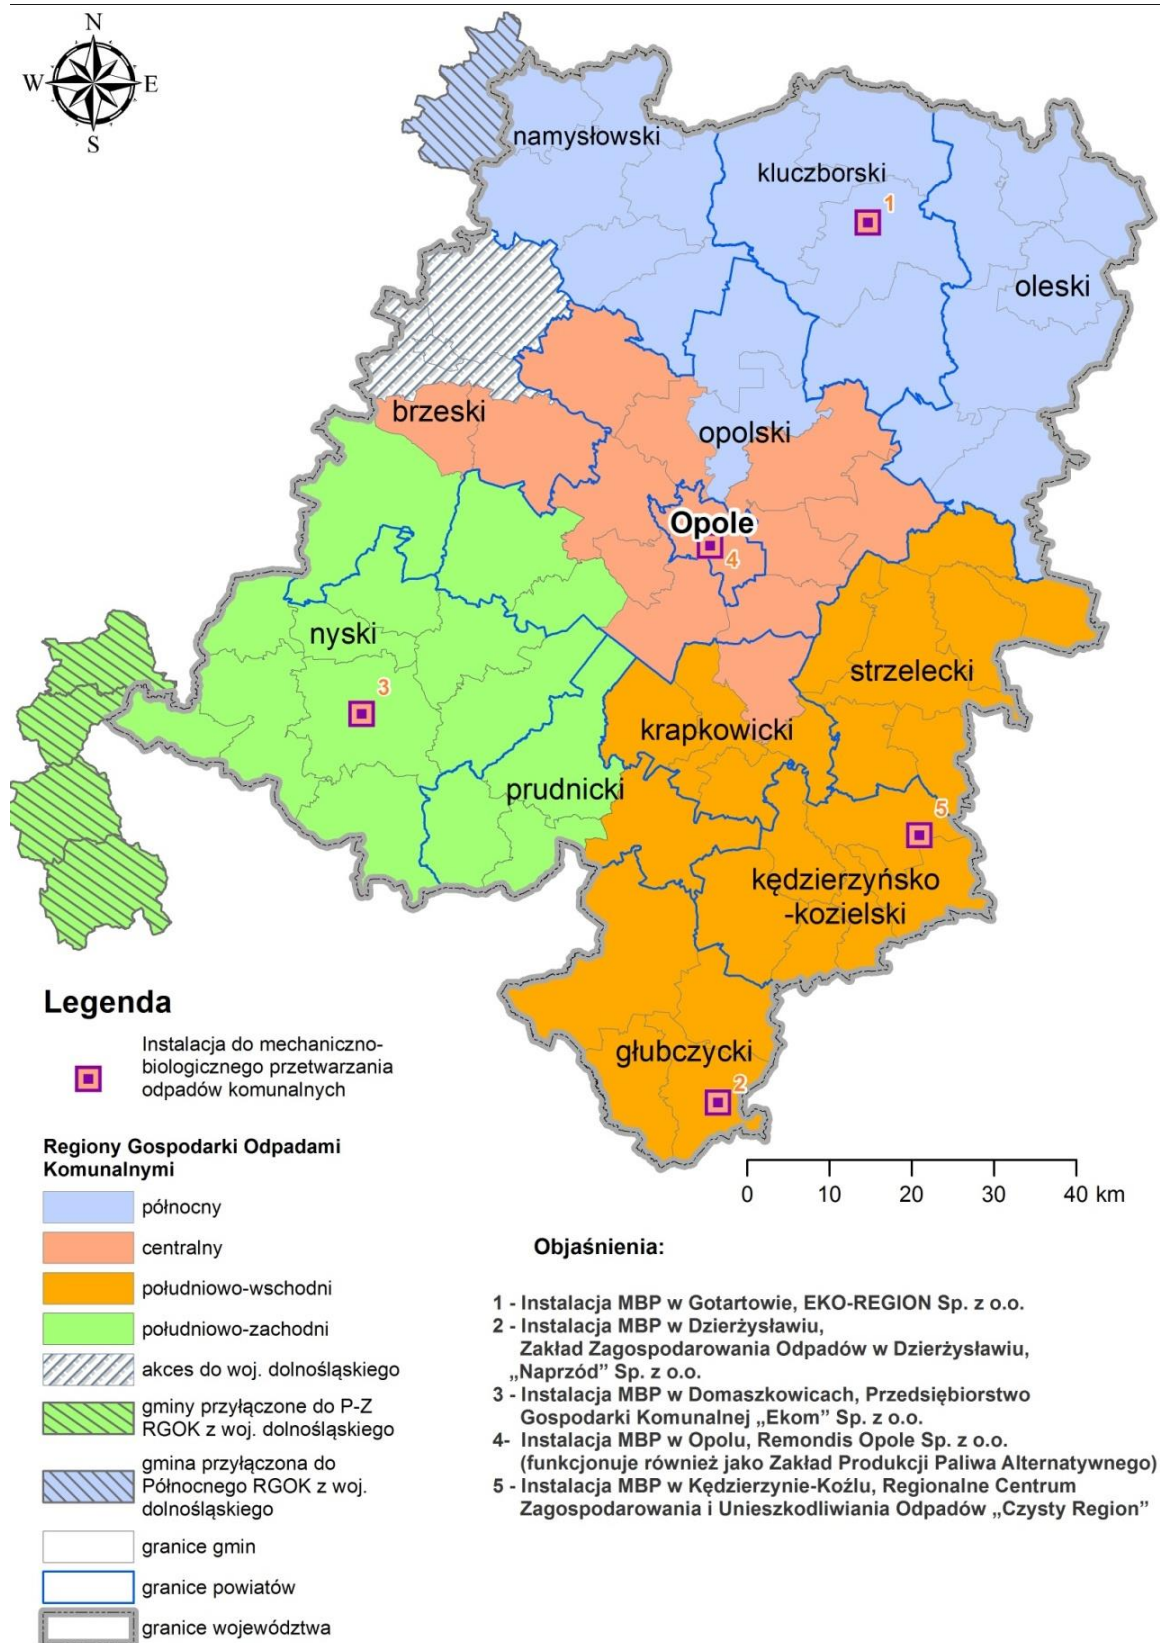 N
W
E
S
namysłowski
kluczborski
1
oleski
brzeski
opolski
Opole
4
nyski
3
strzelecki
krapkowicki
prudnicki
5
kędzierzyńsko
-kozielski
głubczycki
2
0 10 20 30 40 km
Legenda
Instalacja do mechaniczno-
biologicznego przetwarzania
odpadów komunalnych
Regiony Gospodarki Odpadami
Komunalnymi
północny
centralny
południowo-wschodni
południowo-zachodni
akces do woj. dolnośląskiego
gminy przyłączone do P-Z
RGOK z woj. dolnośląskiego
gmina przyłączona do
Północnego RGOK z woj.
dolnośląskiego
granice gmin
granice powiatów
granice województwa
Objaśnienia:
1 - Instalacja MBP w Gotartowie, EKO-REGION Sp. z o.o.
2 - Instalacja MBP w Dzierżysławiu,
Zakład Zagospodarowania Odpadów w Dzierżysławiu,
„Naprzód” Sp. z o.o.
3 - Instalacja MBP w Domaszkowicach, Przedsiębiorstwo
Gospodarki Komunalnej „Ekom” Sp. z o.o.
4- Instalacja MBP w Opolu, Remondis Opole Sp. z o.o.
(funkcjonuje również jako Zakład Produkcji Paliwa Alternatywnego)
5 - Instalacja MBP w Kędzierzynie-Koźlu, Regionalne Centrum
Zagospodarowania i Unieszkodliwiania Odpadów „Czysty Region”